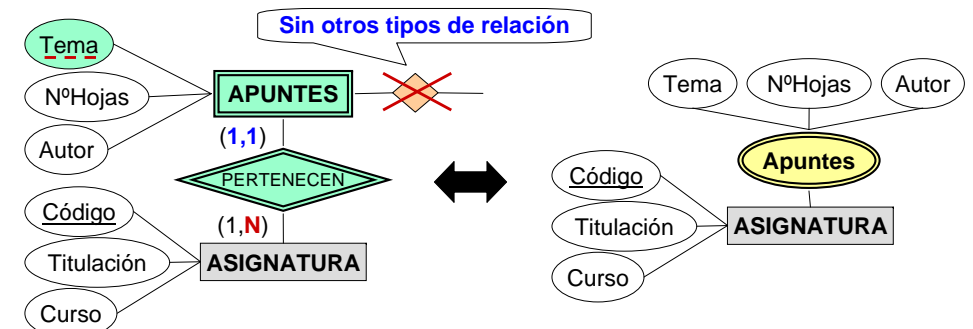 Sin otros tipos de relación
Tema
NºHojas
Autor
APUNTES
(1,1)
PERTENECEN
(1,N)
Código
Titulación
Curso
ASIGNATURA
Tema
NºHojas
Autor
Apuntes
Código
Titulación
Curso
ASIGNATURA